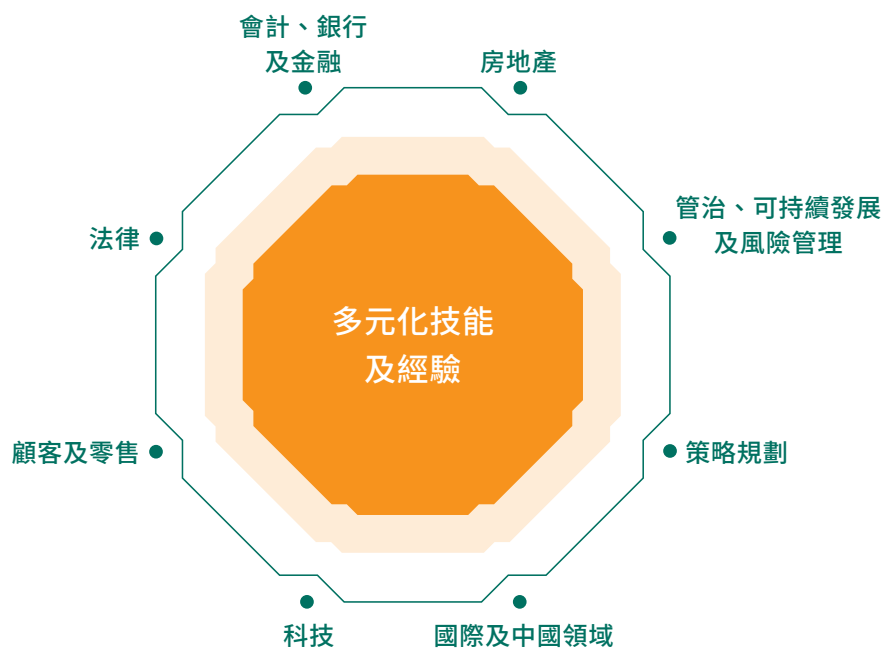 會計、銀行
及金融
房地產
管治、可持續發展
及風險管理
法律
多元化技能
及經驗
顧客及零售
策略規劃
科技
國際及中國領域